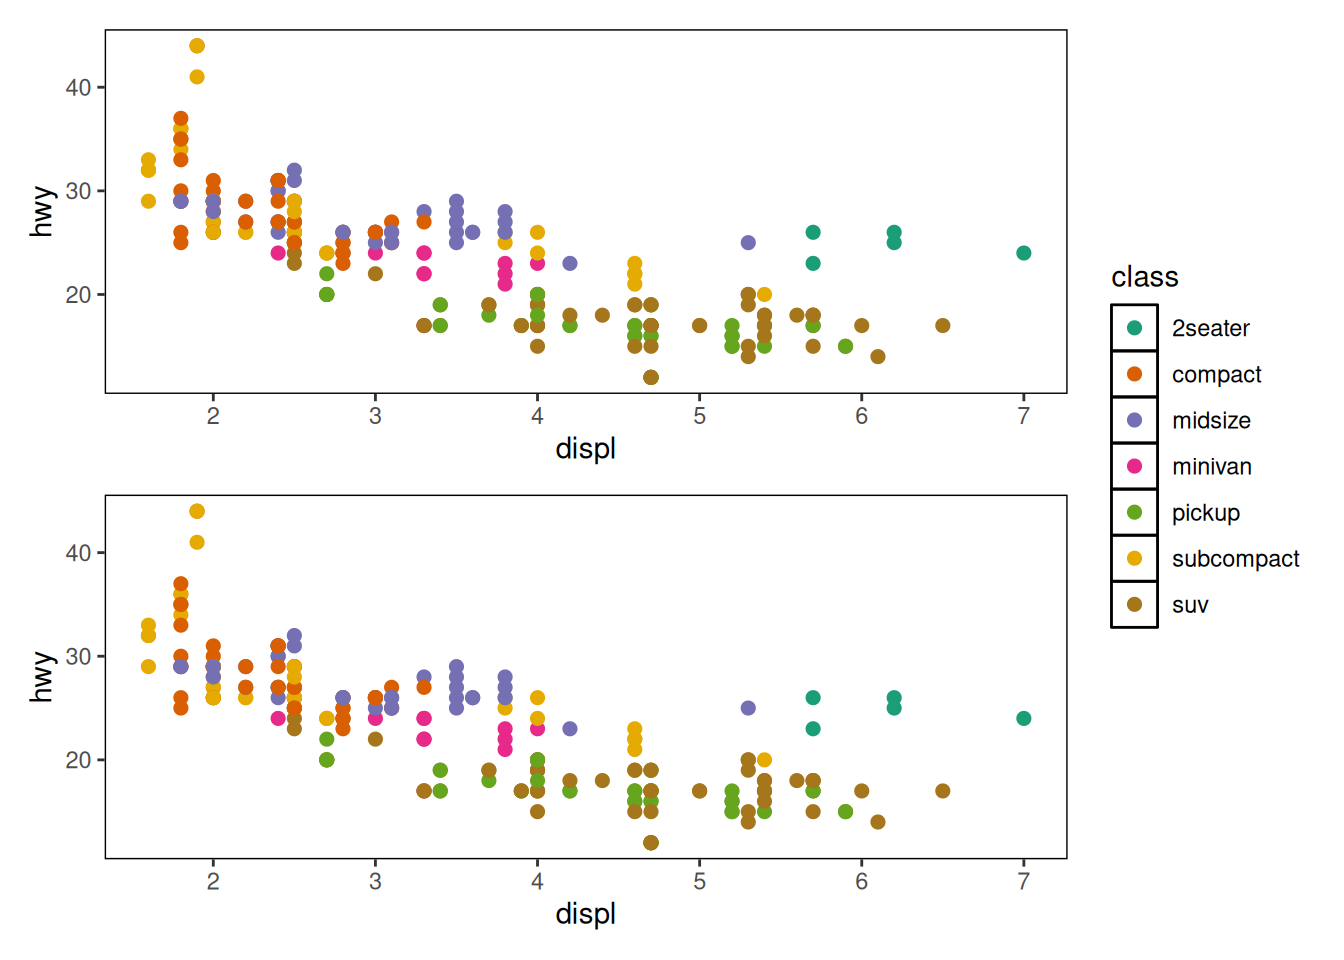 hwy
40
30
20
2 3 4 5 6 7
displ
hwy
40
30
20
2 3 4 5 6 7
displ
class
2seater
compact
midsize
minivan
pickup
subcompact
suv